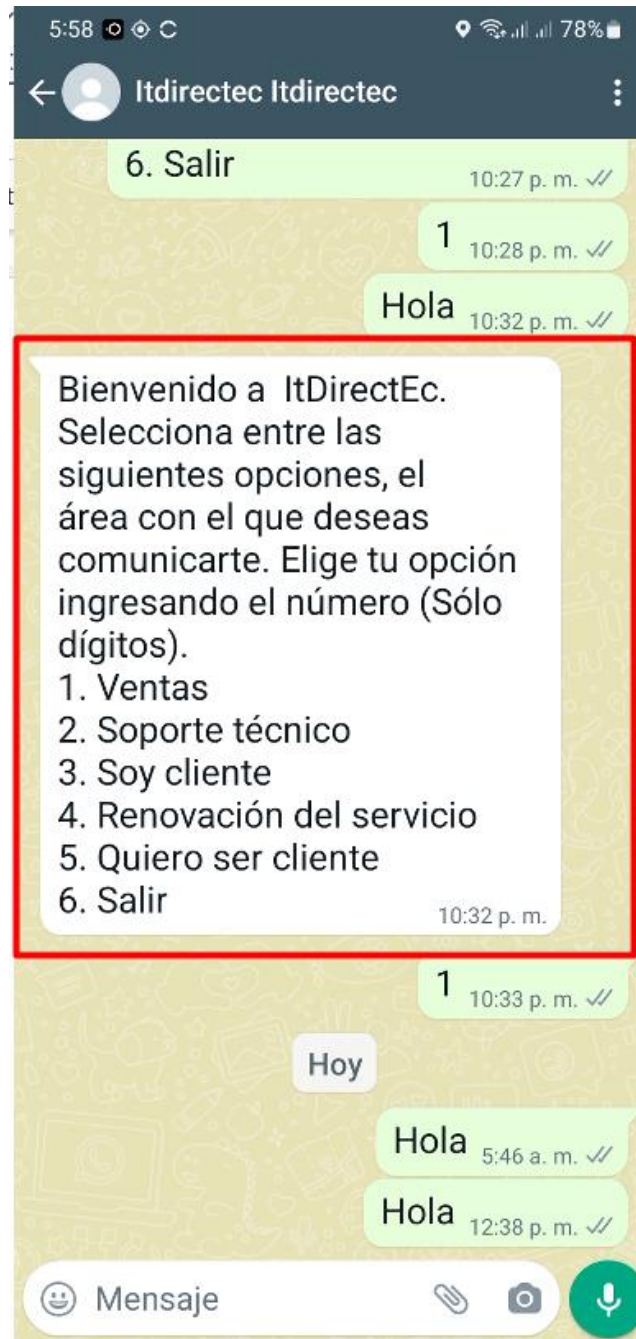 5:58 78%
Itdirectec Itdirectec
6. Salir
10:27 p. m.
1 10:28 p. m.
Hola 10:32 p. m.
Bienvenido a ItDirectEc.
Selecciona entre las
siguientes opciones, el
área con el que deseas
comunicarte. Elige tu opción
ingresando el número (Sólo
dígitos).
1. Ventas
2. Soporte técnico
3. Soy cliente
4. Renovación del servicio
5. Quiero ser cliente
6. Salir
10:32 p. m.
1 10:33 p. m.
Hoy
Hola 5:46 a. m.
Hola 12:38 p. m.
Mensaje